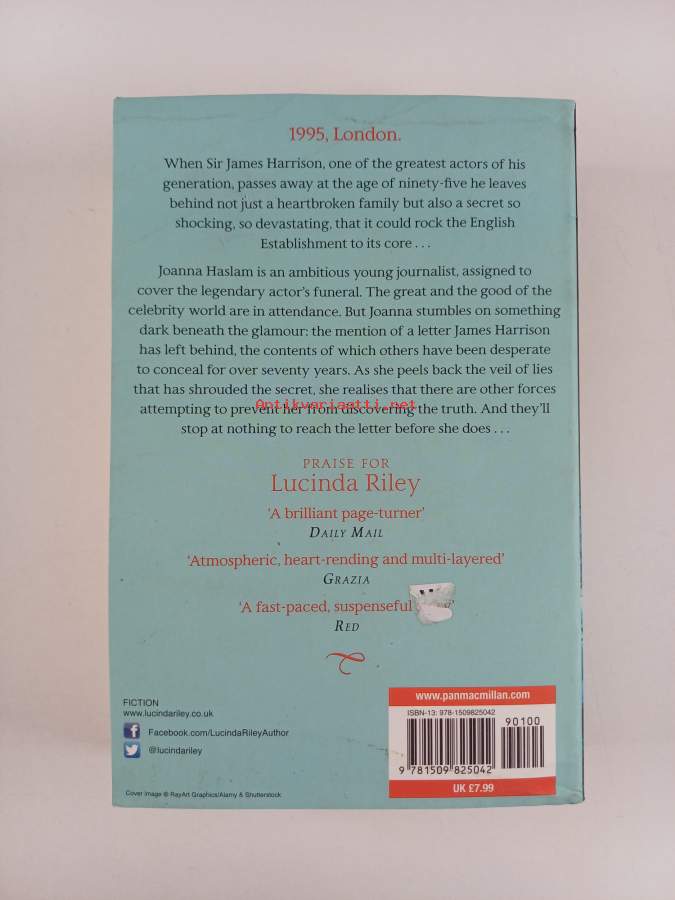 1995, London.
When Sir James Harrison, one of the greatest actors of his
generation, passes away at the age of ninety-five he leaves
behind not just a heartbroken family but also a secret so
shocking, so devastating, that it could rock the English
Establishment to its core . . .
Joanna Haslam is an ambitious young journalist, assigned to
cover the legendary actor's funeral. The great and the good of the
celebrity world are in attendance. But Joanna stumbles on something
dark beneath the glamour: the mention of a letter James Harrison
has left behind, the contents of which others have been desperate
to conceal for over seventy years. As she peels back the veil of lies
that has shrouded the secret, she realises that there are other forces
attempting to prevent her from discovering the truth. And they'll
Antikvariaatti.net
stop at nothing to reach the letter before she does . . .
PRAISE FOR
Lucinda Riley
'A brilliant page-turner'
DAILY MAIL
'Atmospheric, heart-rending and multi-layered'
GRAZIA
'A fast-paced, suspenseful
RED
FICTION
www.lucindariley.co.uk
Facebook.com/LucindaRileyAuthor
@lucindariley
Cover image © RayArt Graphics/Alamy & Shutterstock
www.panmacmillan.com
ISBN-13: 978-1509825042
90100
9 781509 825042
UK £7.99